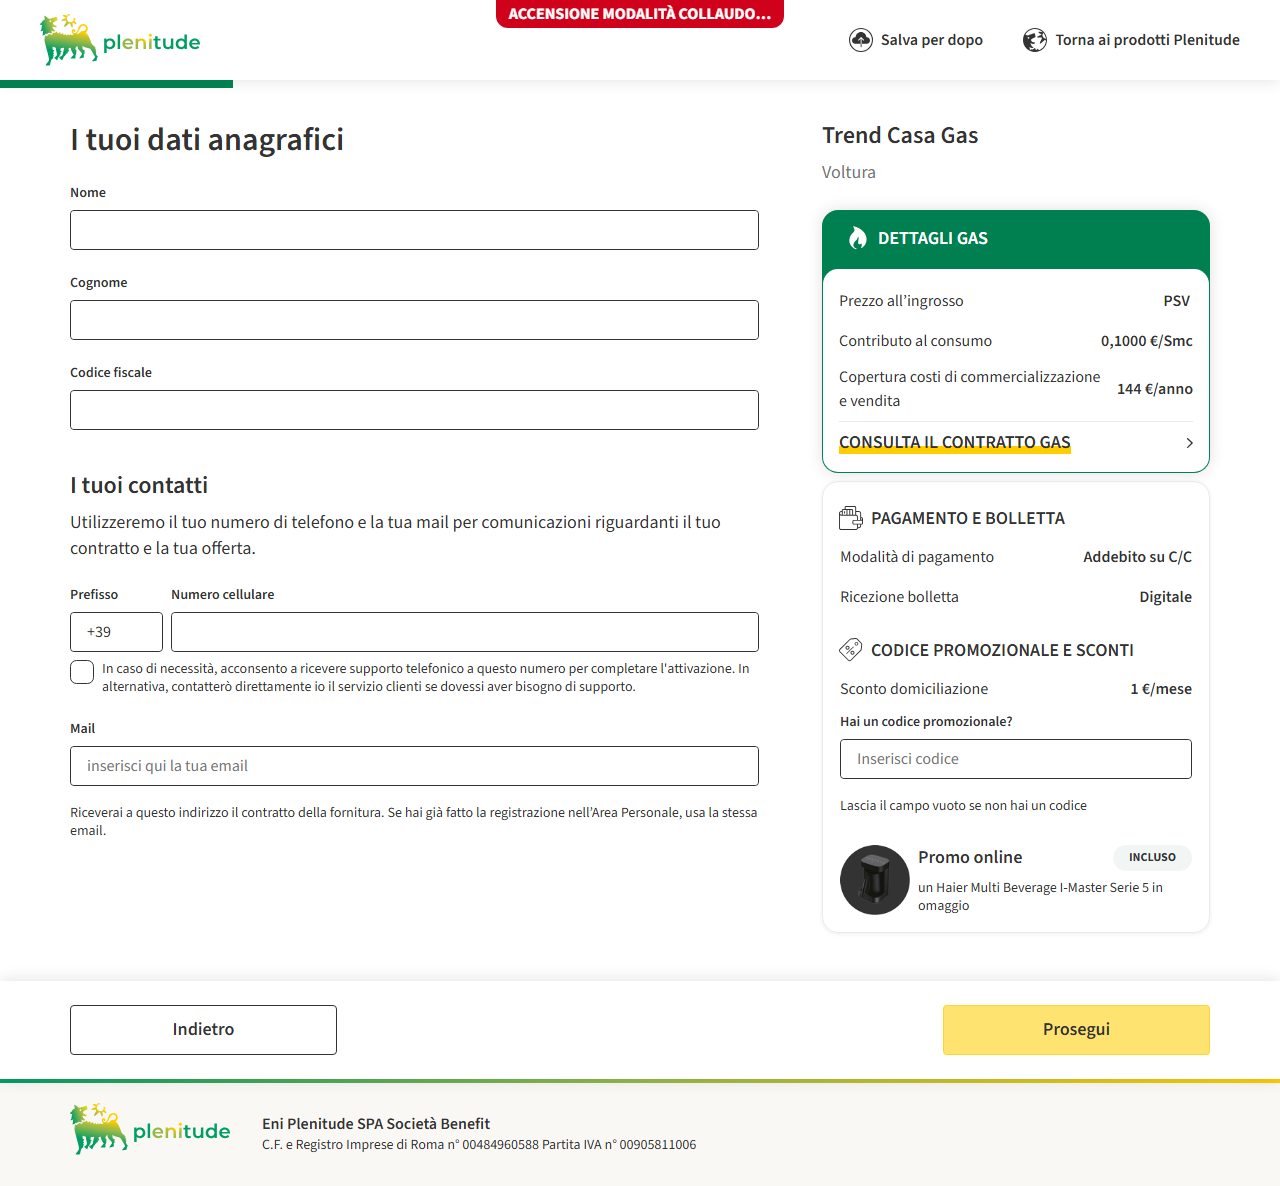 ACCENSIONE MODALITÀ COLLAUDO...
plenitude
Salva per dopo
Torna ai prodotti Plenitude
I tuoi dati anagrafici
Nome
Cognome
Codice fiscale
I tuoi contatti
Utilizzeremo il tuo numero di telefono e la tua mail per comunicazioni riguardanti il tuo
contratto e la tua offerta.
Prefisso
Numero cellulare
+39
In caso di necessità, acconsento a ricevere supporto telefonico a questo numero per completare l'attivazione. In
alternativa, contatterò direttamente io il servizio clienti se dovessi aver bisogno di supporto.
Mail
inserisci qui la tua email
Riceverai a questo indirizzo il contratto della fornitura. Se hai già fatto la registrazione nell'Area Personale, usa la stessa
email.
Trend Casa Gas
Voltura
DETTAGLI GAS
Prezzo all’ingrosso PSV
Contributo al consumo 0,1000 €/Smc
Copertura costi di commercializzazione
e vendita 144 €/anno
CONSULTA IL CONTRATTO GAS
PAGAMENTO E BOLLETTA
Modalità di pagamento Addebito su C/C
Ricezione bolletta Digitale
CODICE PROMOZIONALE E SCONTI
Sconto domiciliazione 1 €/mese
Hai un codice promozionale?
Inserisci codice
Lascia il campo vuoto se non hai un codice
Promo online INCLUSO
un Haier Multi Beverage I-Master Serie 5 in
omaggio
Indietro
Prosegui
plenitude
Eni Plenitude SPA Società Benefit
C.F. e Registro Imprese di Roma n° 00484960588 Partita IVA n° 00905811006